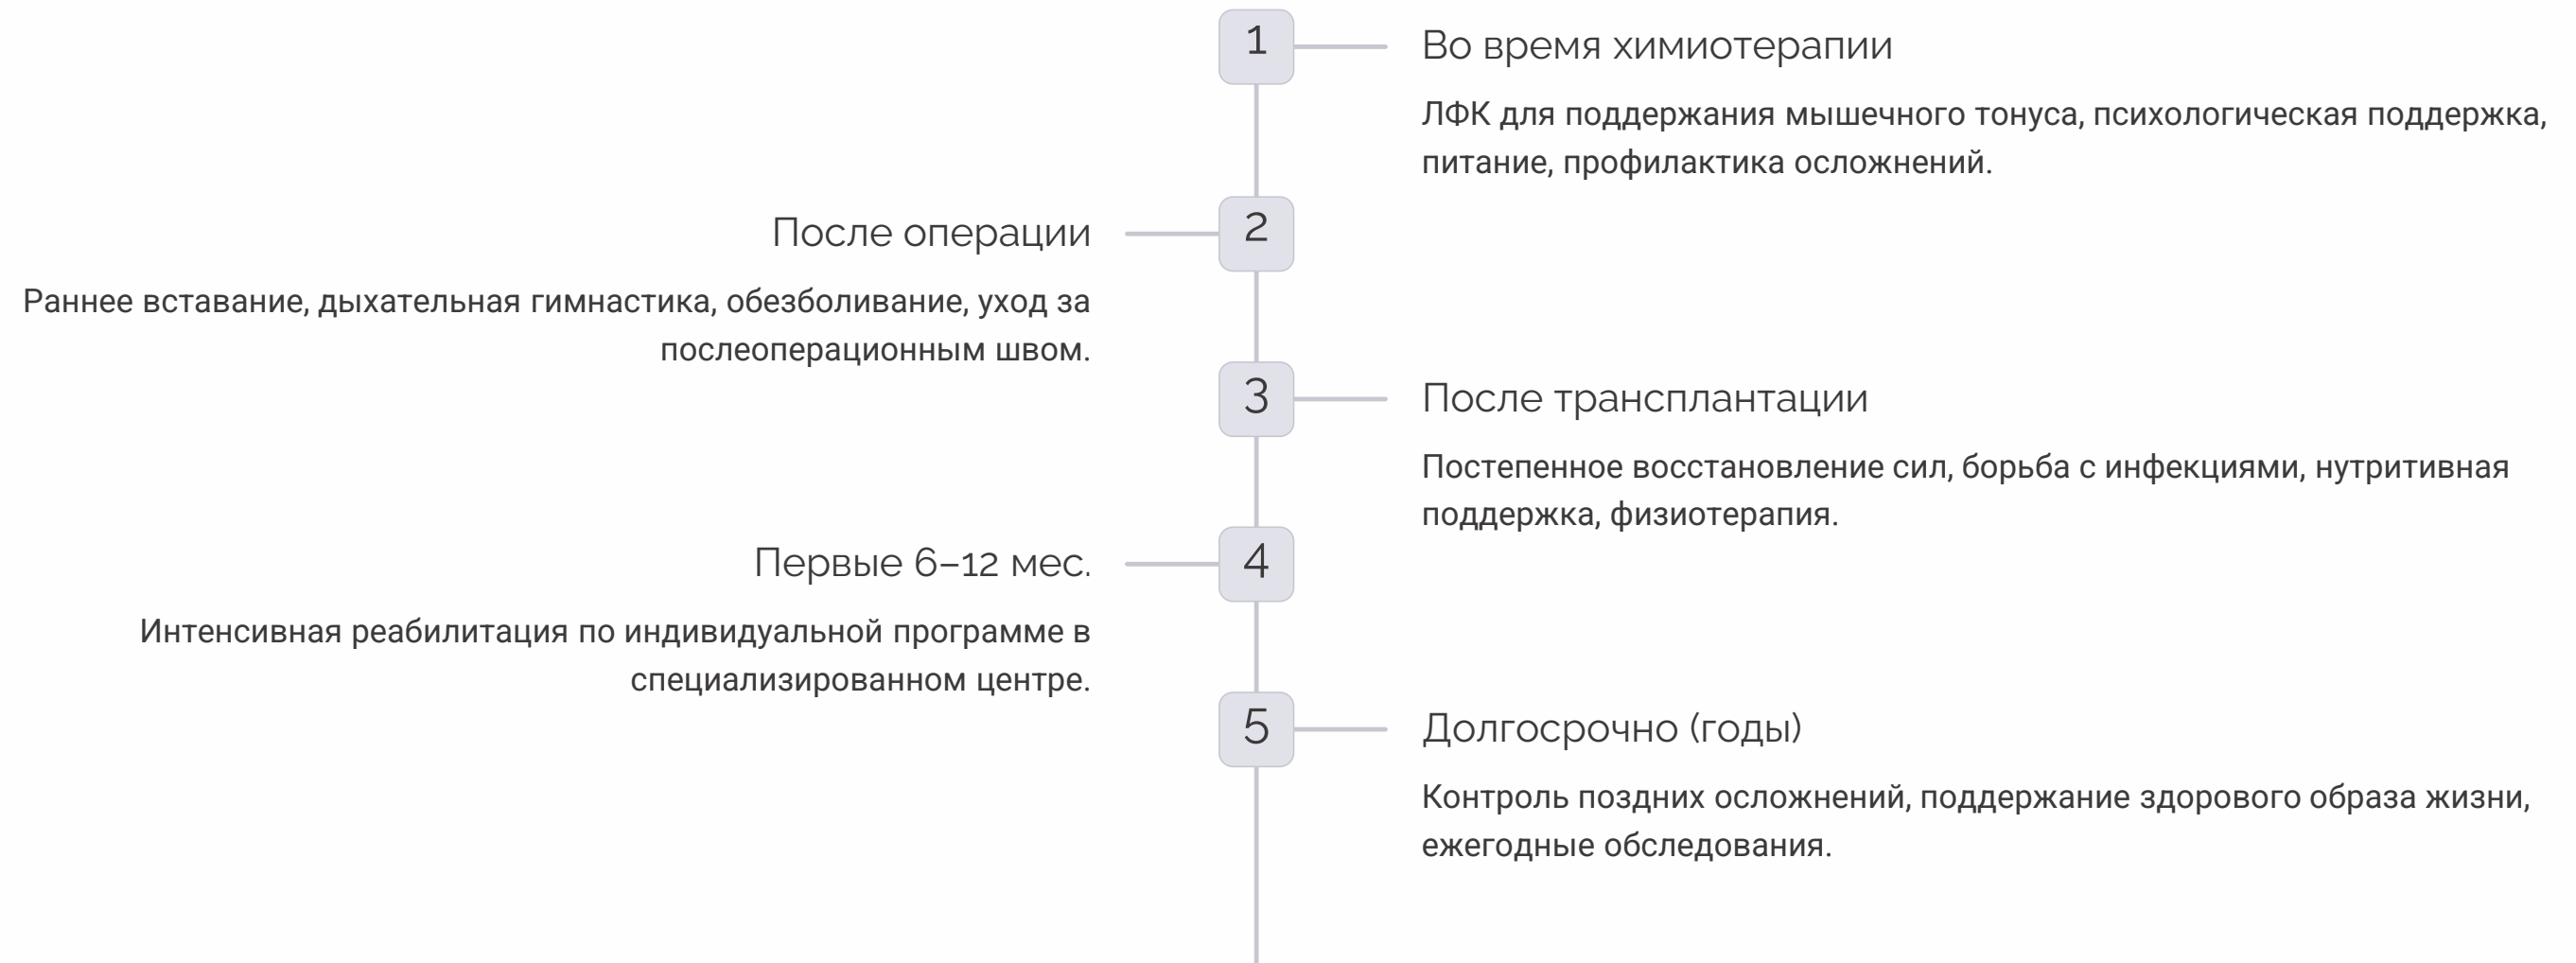 1
Во время химиотерапии
ЛФК для поддержания мышечного тонуса, психологическая поддержка,
питание, профилактика осложнений.
2
После операции
Раннее вставание, дыхательная гимнастика, обезболивание, уход за
послеоперационным швом.
3
После трансплантации
Постепенное восстановление сил, борьба с инфекциями, нутритивная
поддержка, физиотерапия.
4
Первые 6–12 мес.
Интенсивная реабилитация по индивидуальной программе в
специализированном центре.
5
Долгосрочно (годы)
Контроль поздних осложнений, поддержание здорового образа жизни,
ежегодные обследования.